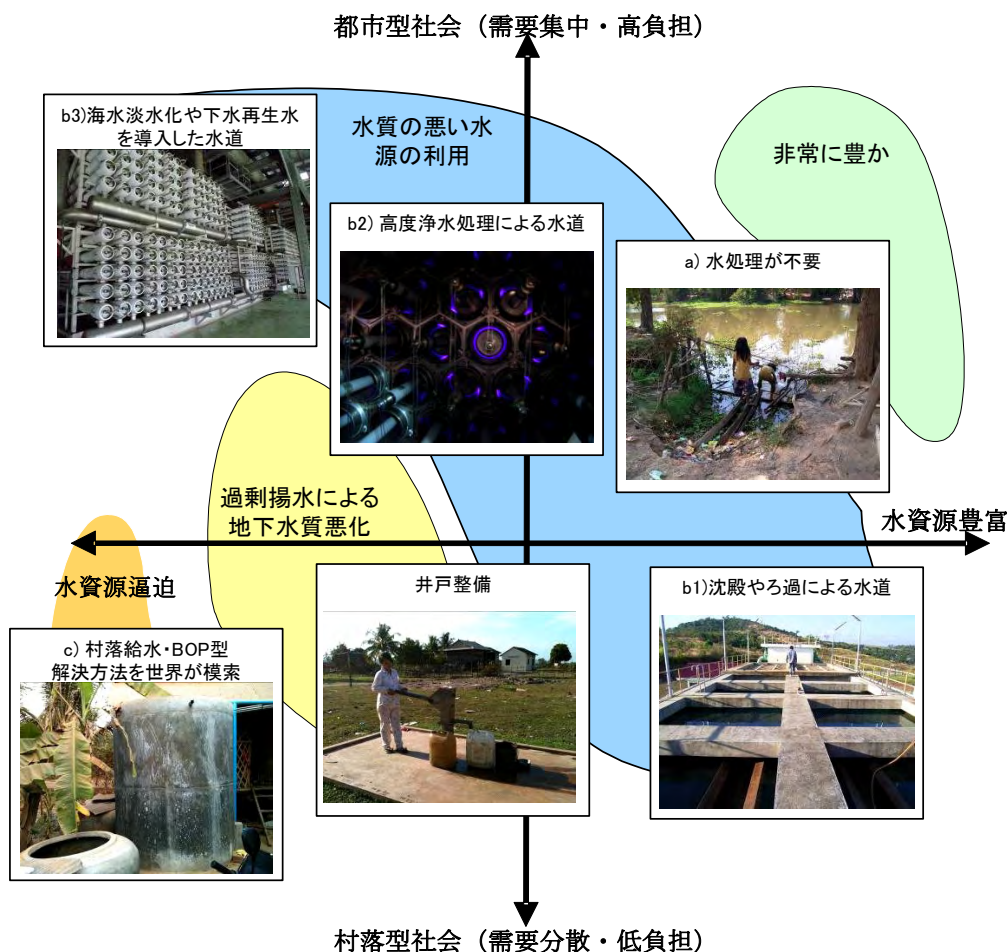 都市型社会（需要集中・高負担）
b3)海水淡水化や下水再生水
を導入した水道
水質の悪い水
源の利用
非常に豊か
b2) 高度浄水処理による水道
a) 水処理が不要
過剰揚水による
地下水質悪化
水資源豊富
水資源逼迫
井戸整備
b1)沈殿やろ過による水道
c) 村落給水・BOP型
解決方法を世界が模索
村落型社会（需要分散・低負担）